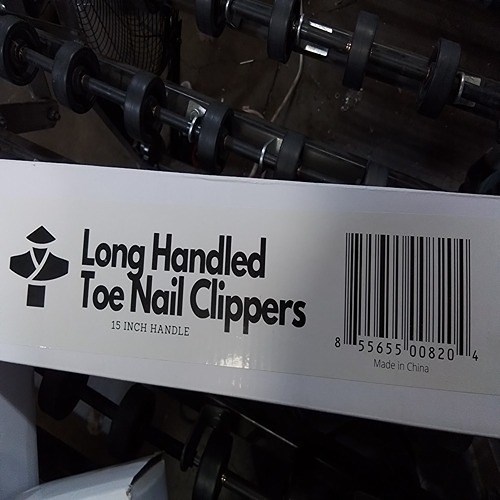 Long Handled
Toe Nail Clippers
15 INCH HANDLE
8 55655 00820 4
Made in China